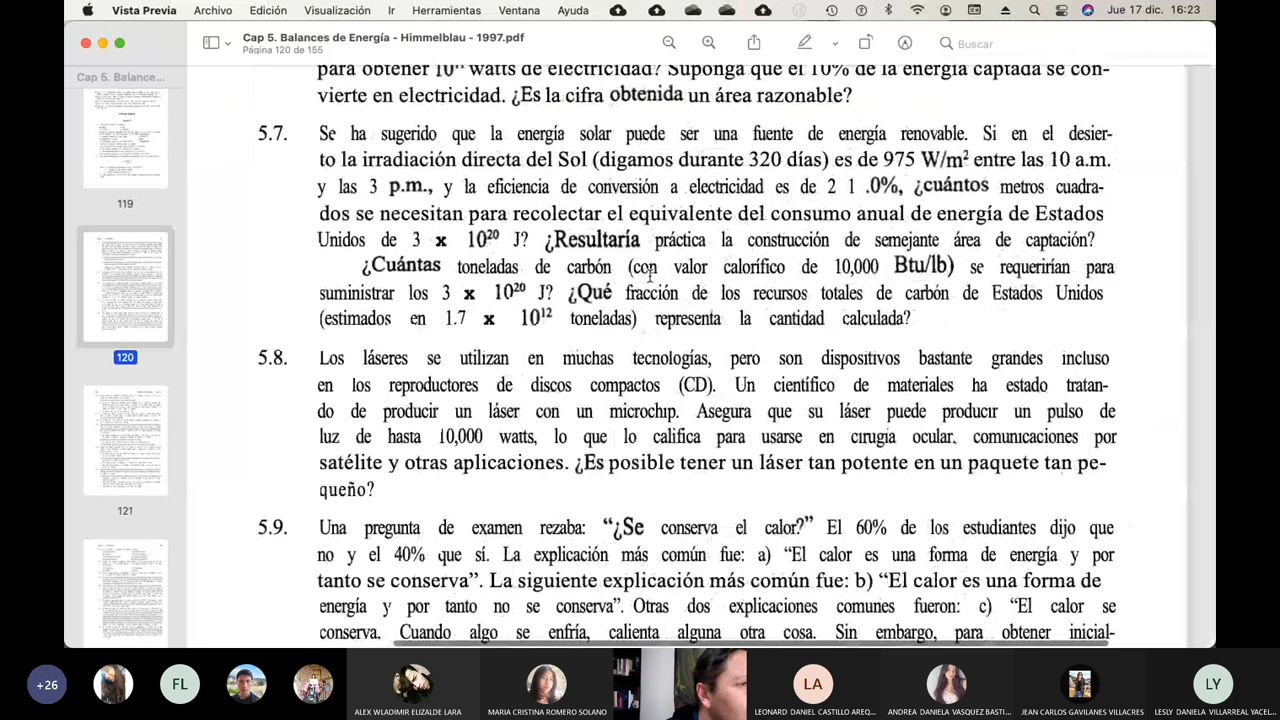 Vista Previa Archivo Edición Visualización Ir Herramientas Ventana Ayuda Jue 17 dic. 16:23
Cap 5. Balances de Energía - Himmelblau - 1997.pdf
Página 120 de 155
Buscar
Cap 5. Balance...
119
120
121
para obtener watts de electricidad? Suponga que el de la energía captada se con-
vierte en electricidad. ¿Es la cifra obtenida un área razonable?
5.7. Se ha sugerido que la energía solar puede ser una fuente de energía renovable. Si en el desier-
to la irradiación directa del Sol (digamos durante 320 días) es de 975 W/m² entre las 10 a.m.
y las 3 p.m., y la eficiencia de conversión a electricidad es de 2 1 .0%, ¿cuántos metros cuadra-
dos se necesitan para recolectar el equivalente del consumo anual de energía de Estados
Unidos de 3 x 10²⁰ J? ¿Resultaría práctica la construcción de semejante área de captación?
¿Cuántas toneladas de carbón (con valor calorífico de 10,000 Btu/lb) se requerirían para
suministrar los 3 x 10²⁰ J? ¿Qué fracción de los recursos totales de carbón de Estados Unidos
(estimados en 1.7 x 10¹² toneladas) representa la cantidad calculada?
5.8. Los láseres se utilizan en muchas tecnologías, pero son dispositivos bastante grandes incluso
en los reproductores de discos compactos (CD). Un científico de materiales ha estado tratan-
do de producir un láser con un microchip. Asegura que su láser puede producir un pulso de
luz de hasta 10,000 watts, lo que lo califica para usarse en cirugía ocular, comunicaciones por
satélite y otras aplicaciones. ¿Es posible tener un láser tan potente en un paquete tan pe-
queño?
5.9. Una pregunta de examen rezaba: “¿Se conserva el calor?” El 60% de los estudiantes dijo que
no y el 40% que sí. La explicación más común fue: a) “El calor es una forma de energía y por
tanto se conserva”. La siguiente explicación más común fue: b) “El calor es una forma de
energía y por tanto no se conserva”. Otras dos explicaciones comunes fueron: c) “El calor se
conserva. Cuando algo se enfría, calienta alguna otra cosa. Sin embargo, para obtener inicial-
+26
FL
ALEX WLADIMIR ELIZALDE LARA
MARIA CRISTINA ROMERO SOLANO
LA
LEONARD DANIEL CASTILLO AREQ...
ANDREA DANIELA VASQUEZ BASTI...
JEAN CARLOS GAVILANES VILLACRES
LY
LESLY DANIELA VILLARREAL YACEL...